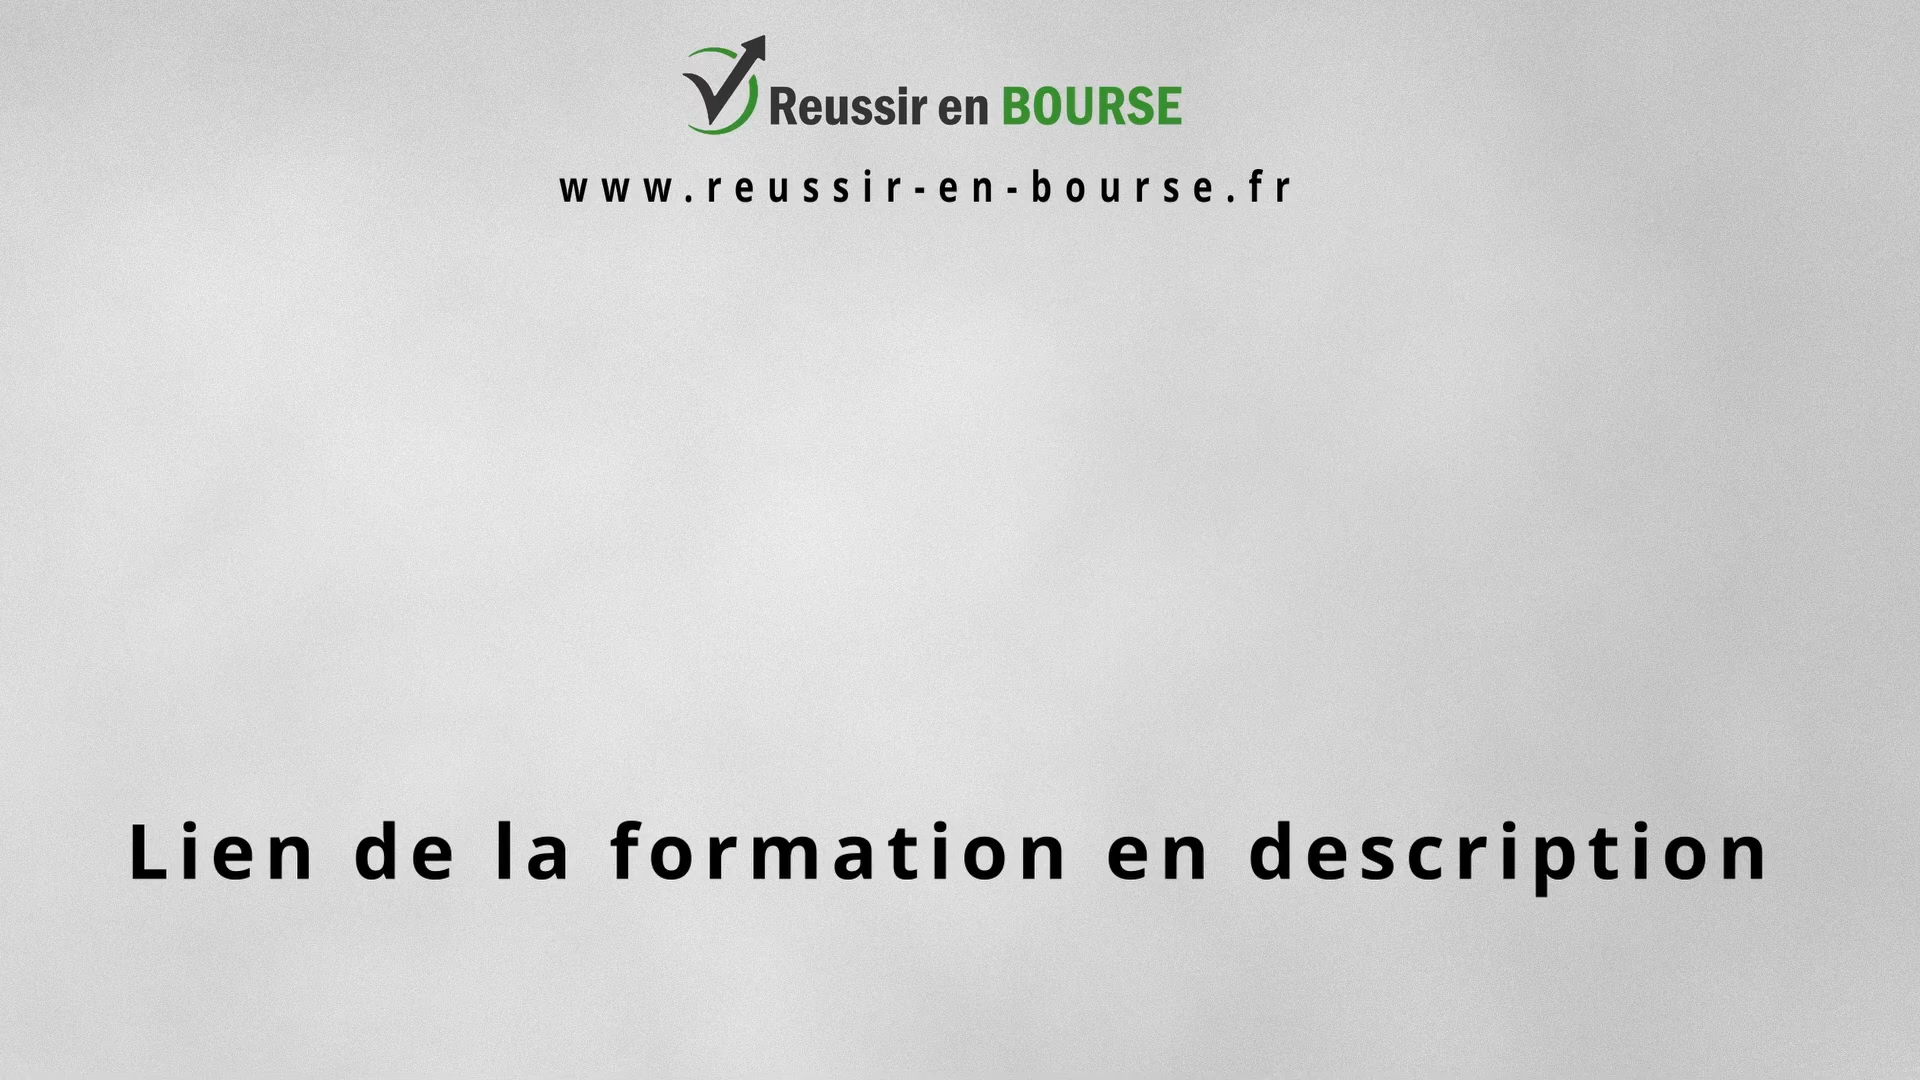 Reussir en BOURSE
www.reussir-en-bourse.fr
Lien de la formation en description